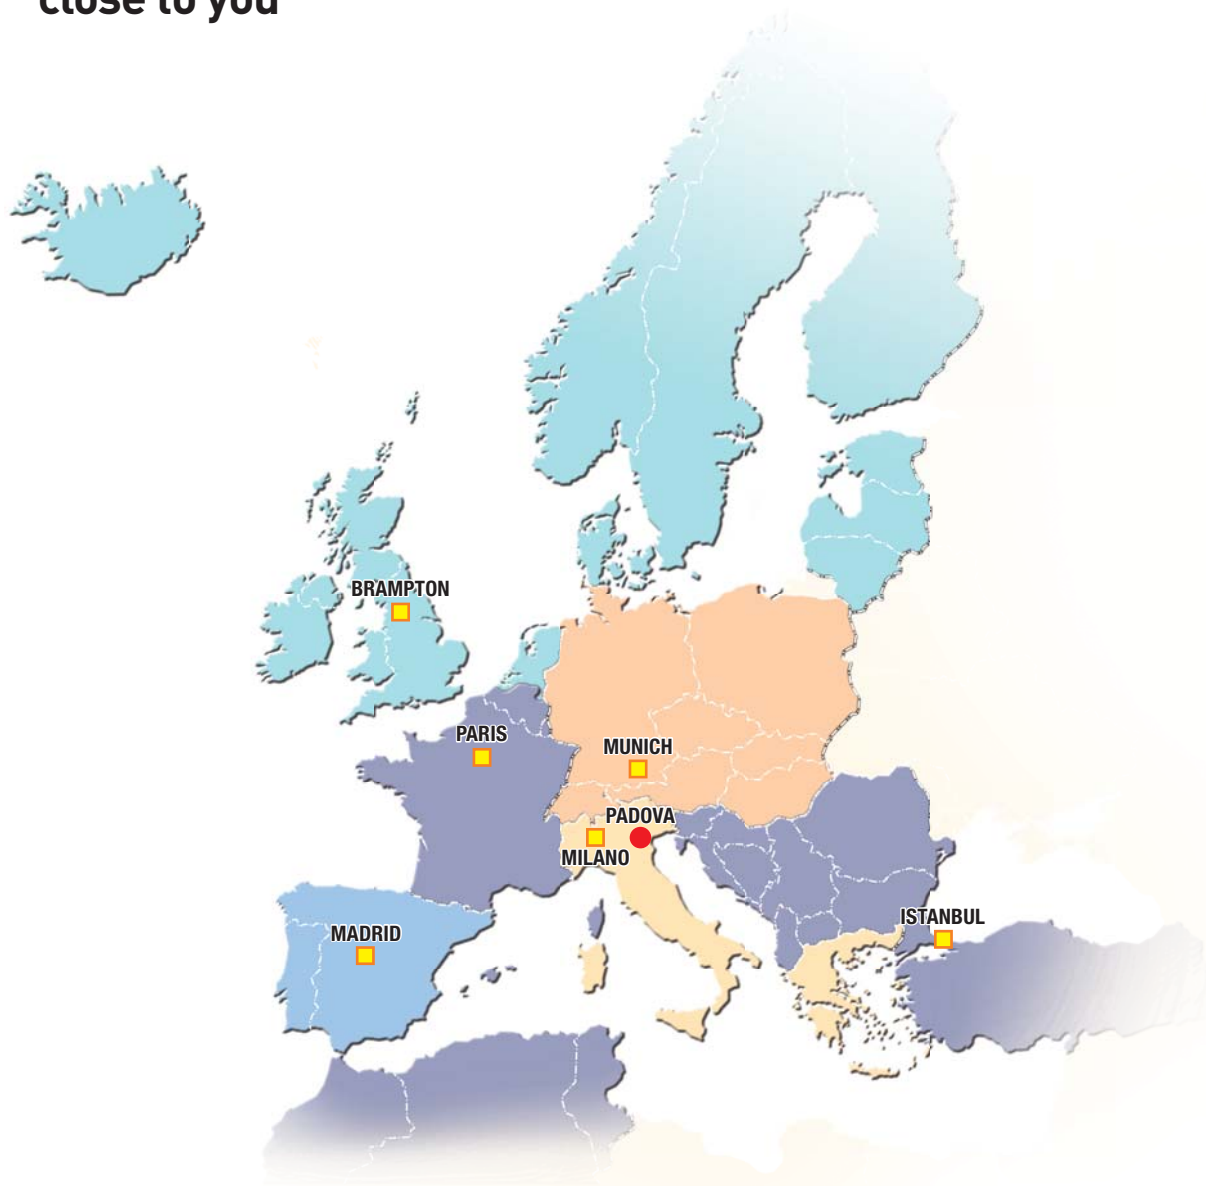 close to you
BRAMPTON
PARIS
MUNICH
PADOVA
MILANO
ISTANBUL
MADRID